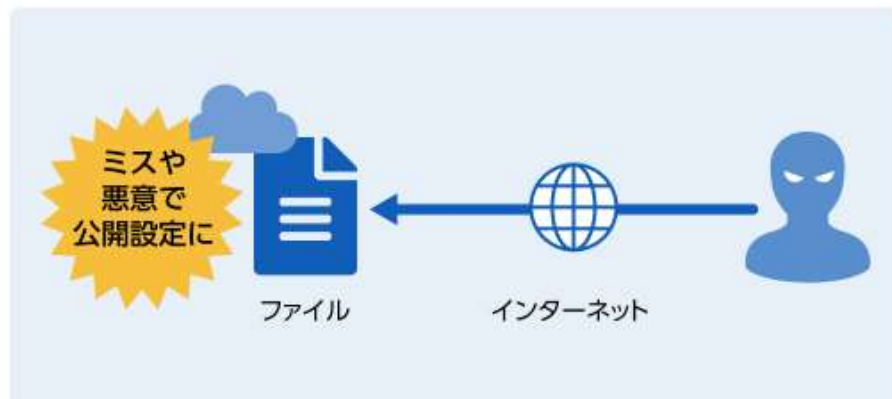 ミスや
悪意で
公開設定に
ファイル
インターネット